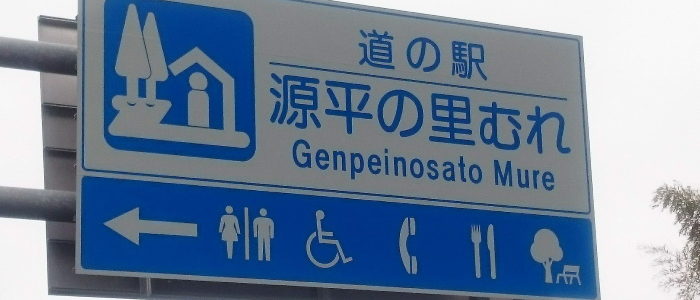 道の駅
源平の里むれ
Genpeinosato Mure